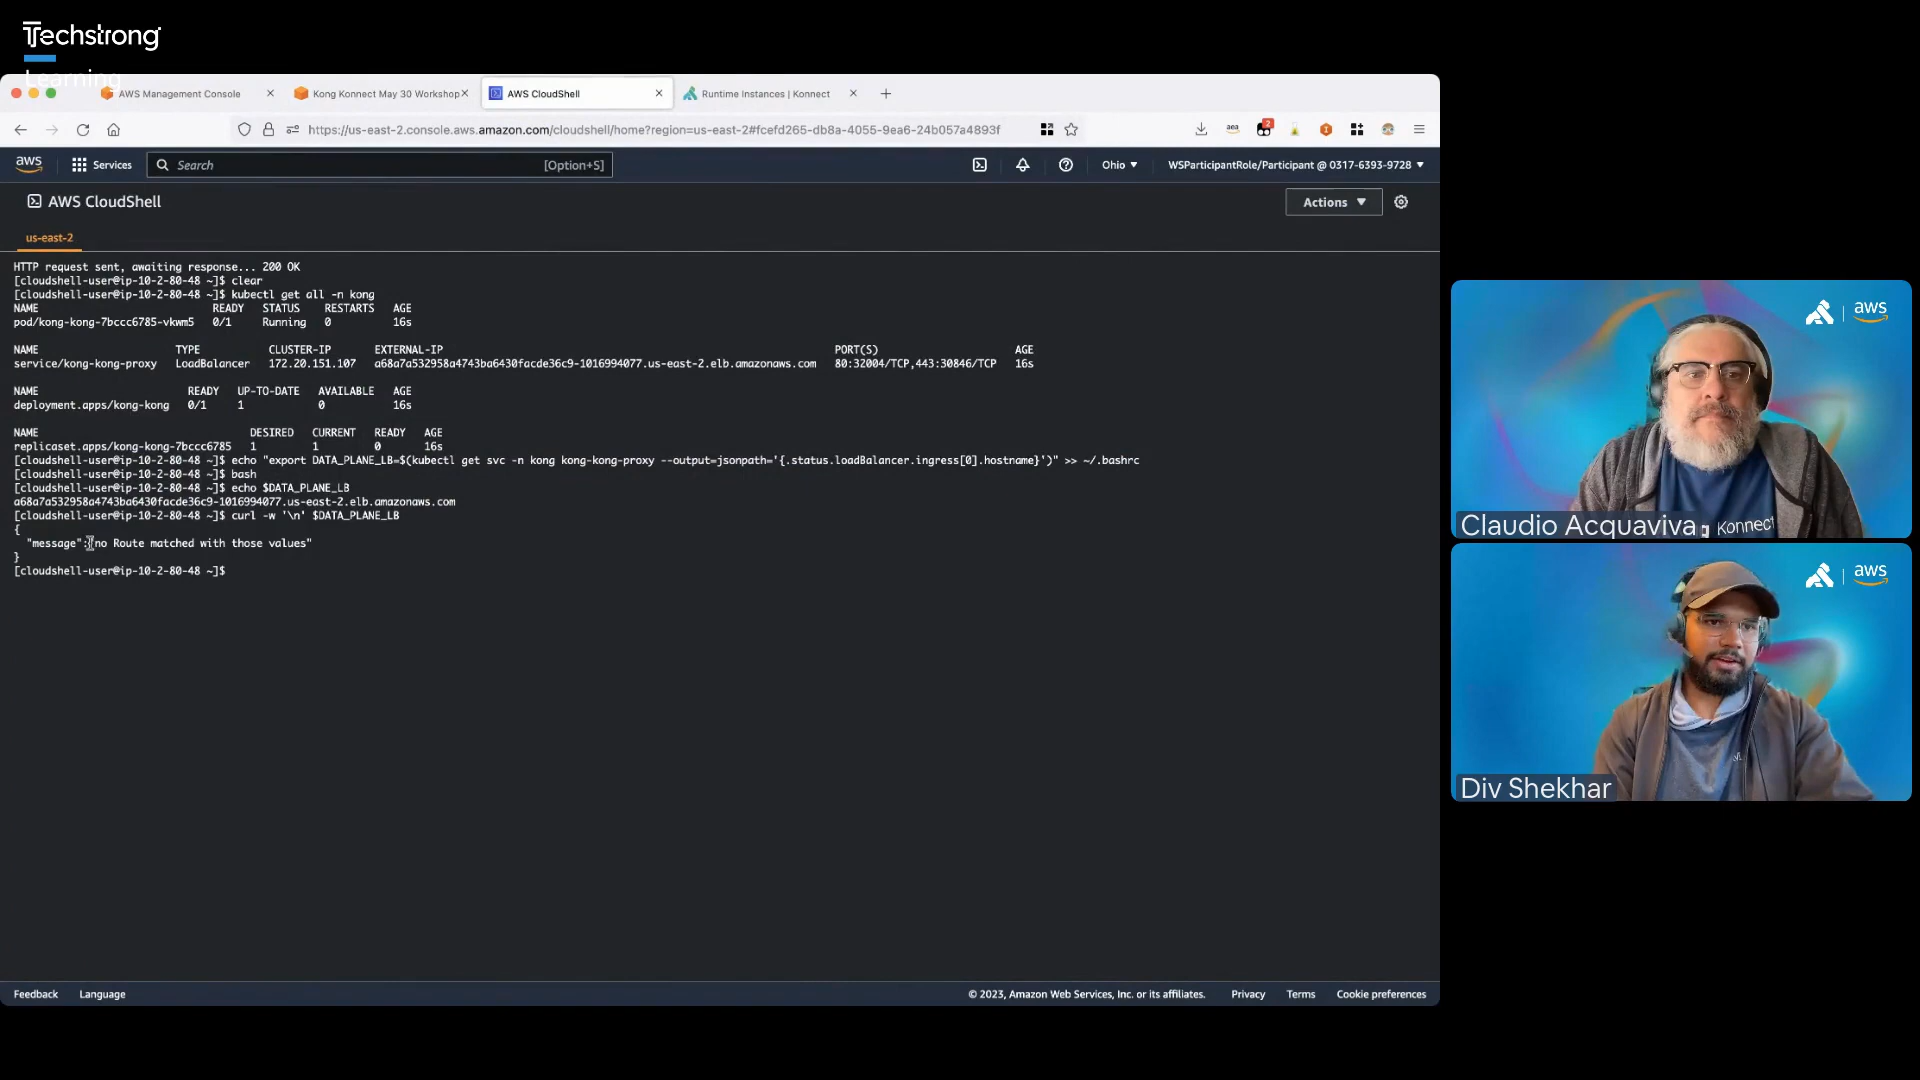 Techstrong
Learning
AWS Management Console
Kong Konnect May 30 Workshop
AWS CloudShell
Runtime Instances | Konnect
https://us-east-2.console.aws.amazon.com/cloudshell/home?region=us-east-2#fcefd265-db8a-4055-9ea6-24b057a4893f
aea
2
aws
Services
Search
[Option+S]
Ohio
WSParticipantRole/Participant @ 0317-6393-9728
AWS CloudShell
Actions
us-east-2
HTTP request sent, awaiting response... 200 OK
[cloudshell-user@ip-10-2-80-48 ~]$ clear
[cloudshell-user@ip-10-2-80-48 ~]$ kubectl get all -n kong
NAME READY STATUS RESTARTS AGE
pod/kong-kong-7bccc6785-vkwm5 0/1 Running 0 16s
NAME TYPE CLUSTER-IP EXTERNAL-IP PORT(S) AGE
service/kong-kong-proxy LoadBalancer 172.20.151.107 a68a7a532958a4743ba6430facde36c9-1016994077.us-east-2.elb.amazonaws.com 80:32004/TCP,443:30846/TCP 16s
NAME READY UP-TO-DATE AVAILABLE AGE
deployment.apps/kong-kong 0/1 1 0 16s
NAME DESIRED CURRENT READY AGE
replicaset.apps/kong-kong-7bccc6785 1 1 0 16s
[cloudshell-user@ip-10-2-80-48 ~]$ echo "export DATA_PLANE_LB=$(kubectl get svc -n kong kong-kong-proxy --output=jsonpath='{.status.loadBalancer.ingress[0].hostname}')" >> ~/.bashrc
[cloudshell-user@ip-10-2-80-48 ~]$ bash
[cloudshell-user@ip-10-2-80-48 ~]$ echo $DATA_PLANE_LB
a68a7a532958a4743ba6430facde36c9-1016994077.us-east-2.elb.amazonaws.com
[cloudshell-user@ip-10-2-80-48 ~]$ curl -w '\n' $DATA_PLANE_LB
{
"message":"no Route matched with those values"
}
[cloudshell-user@ip-10-2-80-48 ~]$
Feedback
Language
© 2023, Amazon Web Services, Inc. or its affiliates.
Privacy
Terms
Cookie preferences
aws
Konnect
Claudio Acquaviva
aws
Div Shekhar